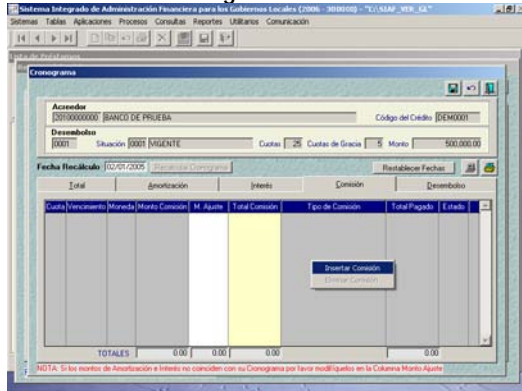 Sistema Integrado de Administración Financiera para los Gobiernos Locales (2006 - 300000) - "C:\SIAF_VER_GL"
Sistemas Tablas Aplicaciones Procesos Consultas Reportes Utilitarios Comunicación
Lista de Préstamos
Cronograma
Acreedor
20100000000 BANCO DE PRUEBA Código del Crédito DEM0001
Desembolso
0001 Situación 0001 VIGENTE Cuotas 25 Cuotas de Gracia 5 Monto 500,000.00
Fecha Recálculo 02/01/2005 Recalcular Cronograma Restablecer Fechas
Total Amortización Interés Comisión Desembolso
Cuota Vencimiento Moneda Monto Comisión M. Ajuste Total Comisión Tipo de Comisión Total Pagado Estado
Insertar Comisión
Eliminar Comisión
TOTALES 0.00 0.00 0.00 0.00
NOTA: Si los montos de Amortización e Interés no coinciden con su Cronograma por favor modifíquelos en la Columna Monto Ajuste